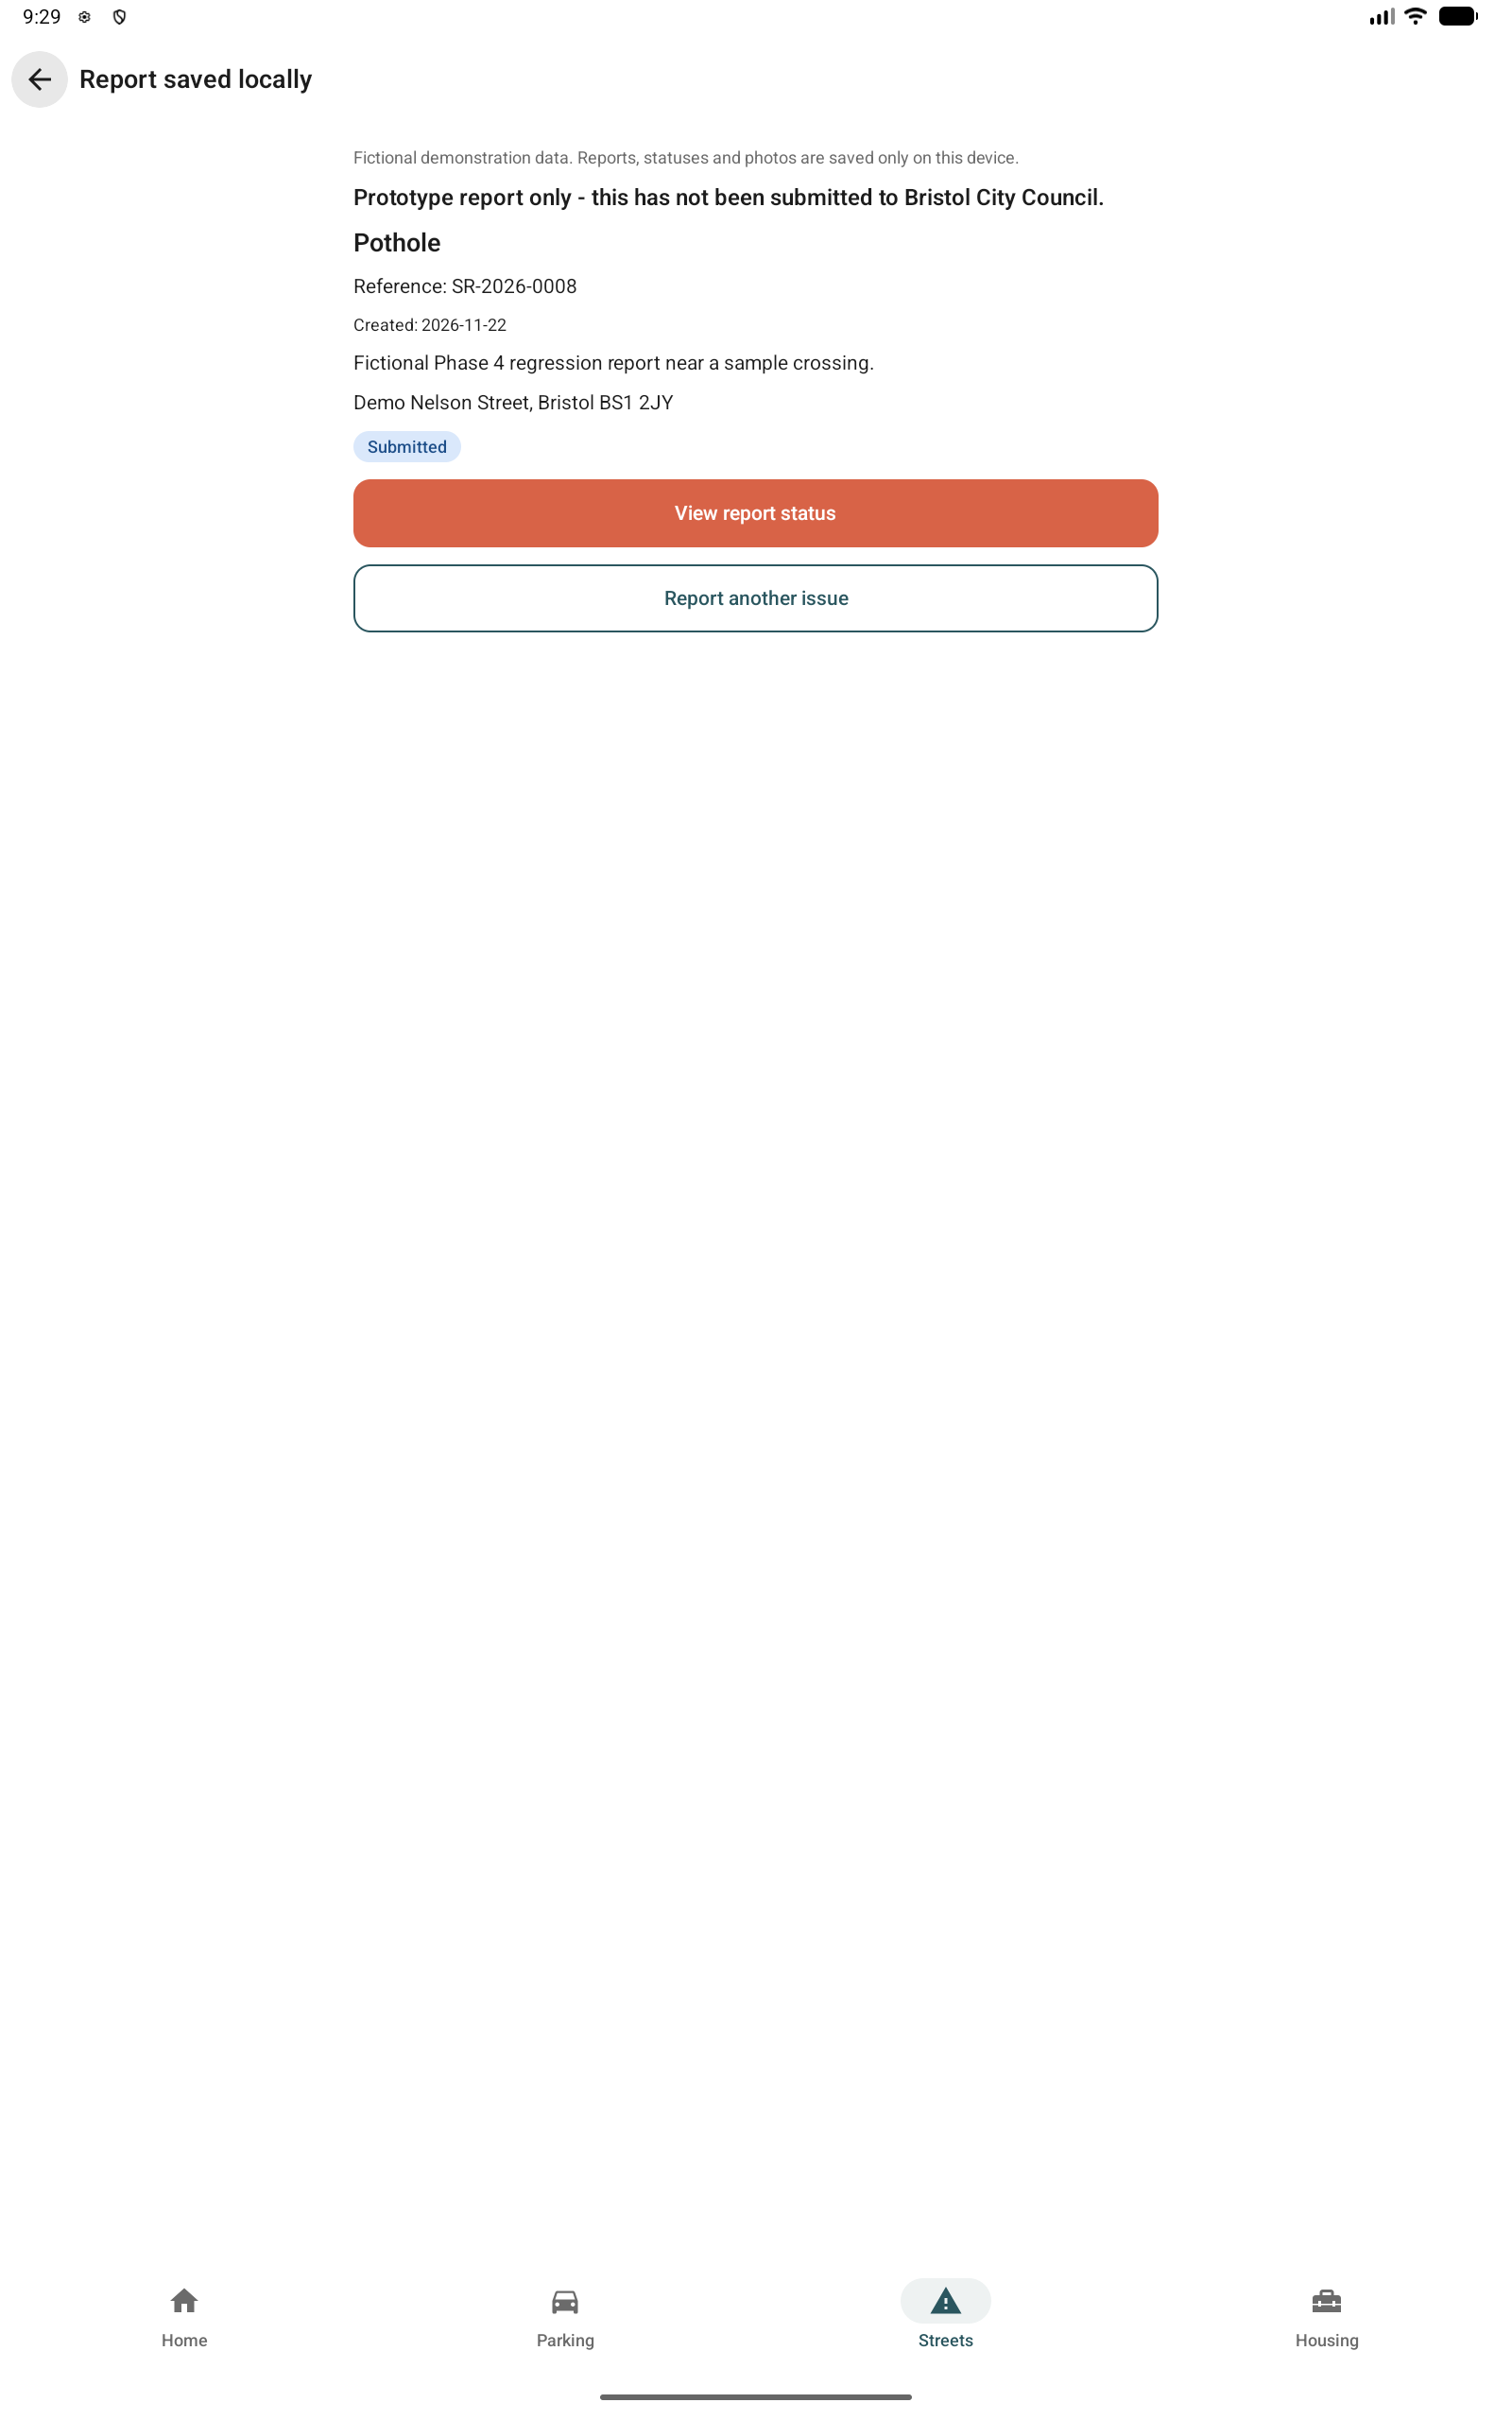 9:29
Report saved locally
Fictional demonstration data. Reports, statuses and photos are saved only on this device.
Prototype report only - this has not been submitted to Bristol City Council.
Pothole
Reference: SR-2026-0008
Created: 2026-11-22
Fictional Phase 4 regression report near a sample crossing.
Demo Nelson Street, Bristol BS1 2JY
Submitted
View report status
Report another issue
Home
Parking
Streets
Housing